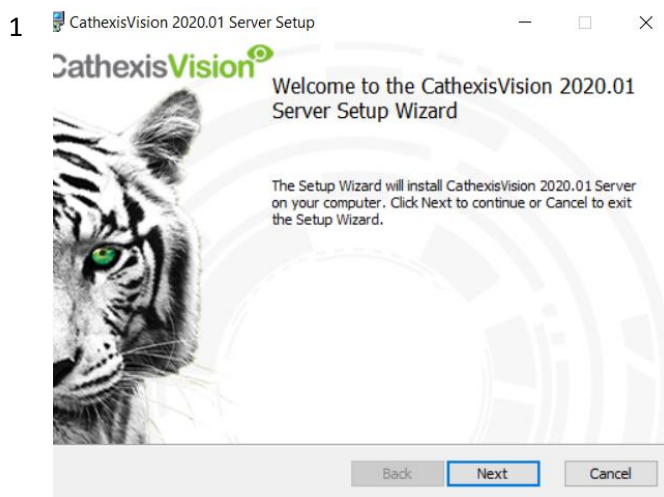 1
CathexisVision 2020.01 Server Setup
CathexisVision
Welcome to the CathexisVision 2020.01
Server Setup Wizard
The Setup Wizard will install CathexisVision 2020.01 Server
on your computer. Click Next to continue or Cancel to exit
the Setup Wizard.
Back
Next
Cancel